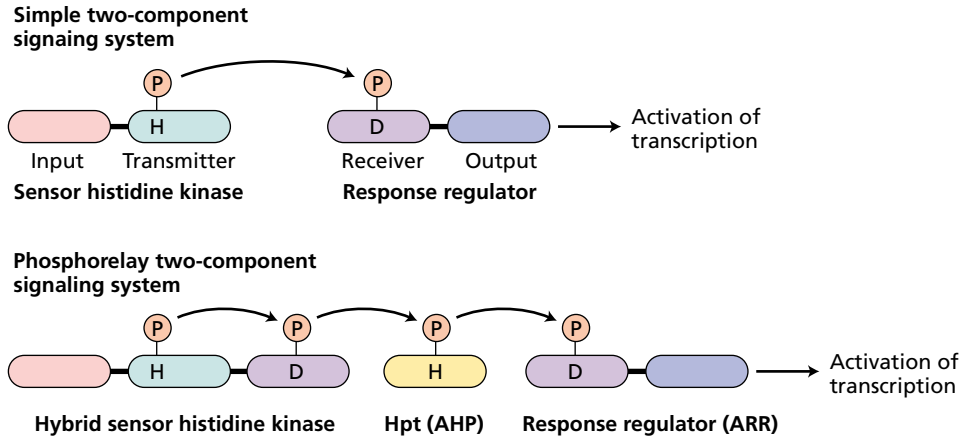 Simple two-component
signaing system
P
P
H
D
Activation of
transcription
Input
Transmitter
Receiver
Output
Sensor histidine kinase
Response regulator
Phosphorelay two-component
signaling system
P
P
P
P
H
D
H
D
Activation of
transcription
Hybrid sensor histidine kinase
Hpt (AHP)
Response regulator (ARR)